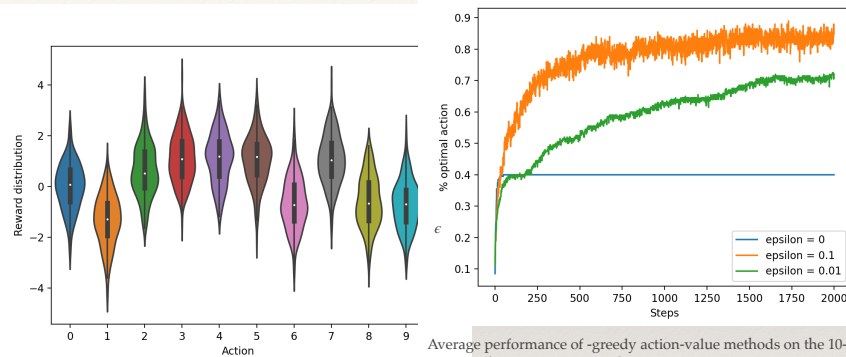 Reward distribution
4
2
0
−2
−4
0 1 2 3 4 5 6 7 8 9
Action
% optimal action
0.9
0.8
0.7
0.6
0.5
0.4
0.3
0.2
0.1
epsilon = 0
epsilon = 0.1
epsilon = 0.01
0 250 500 750 1000 1250 1500 1750 2000
Steps
ϵ
Average performance of -greedy action-value methods on the 10-